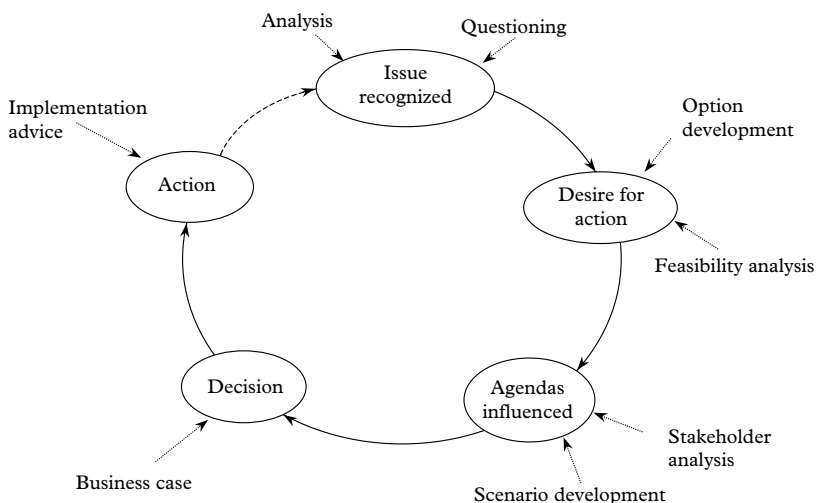 Analysis
Questioning
Issue
recognized
Implementation
advice
Option
development
Action
Desire for
action
Feasibility analysis
Decision
Agendas
influenced
Stakeholder
analysis
Business case
Scenario development